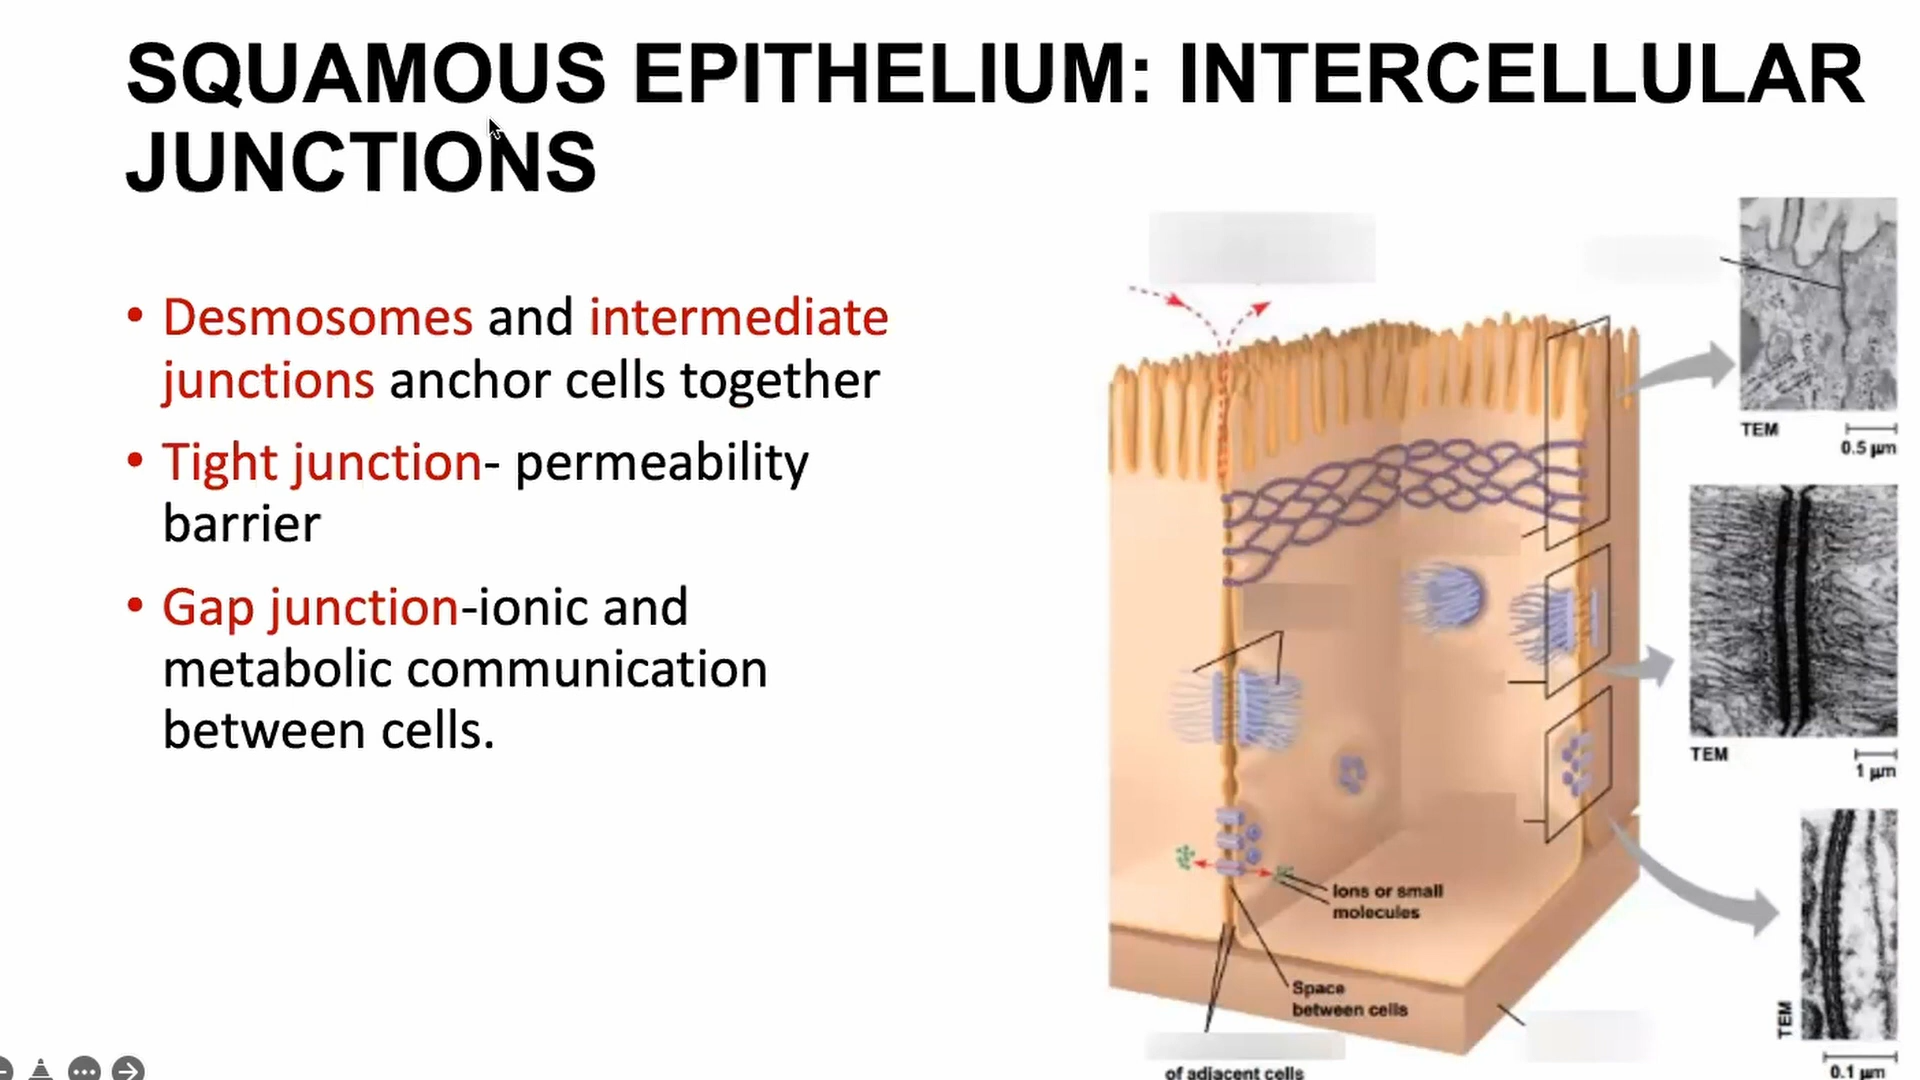 SQUAMOUS EPITHELIUM: INTERCELLULAR
JUNCTIONS
• Desmosomes and intermediate
junctions anchor cells together
• Tight junction- permeability
barrier
• Gap junction-ionic and
metabolic communication
between cells.
TEM
0.5 µm
TEM
1 µm
Ions or small
molecules
Space
between cells
of adjacent cells
TEM
0.1 µm